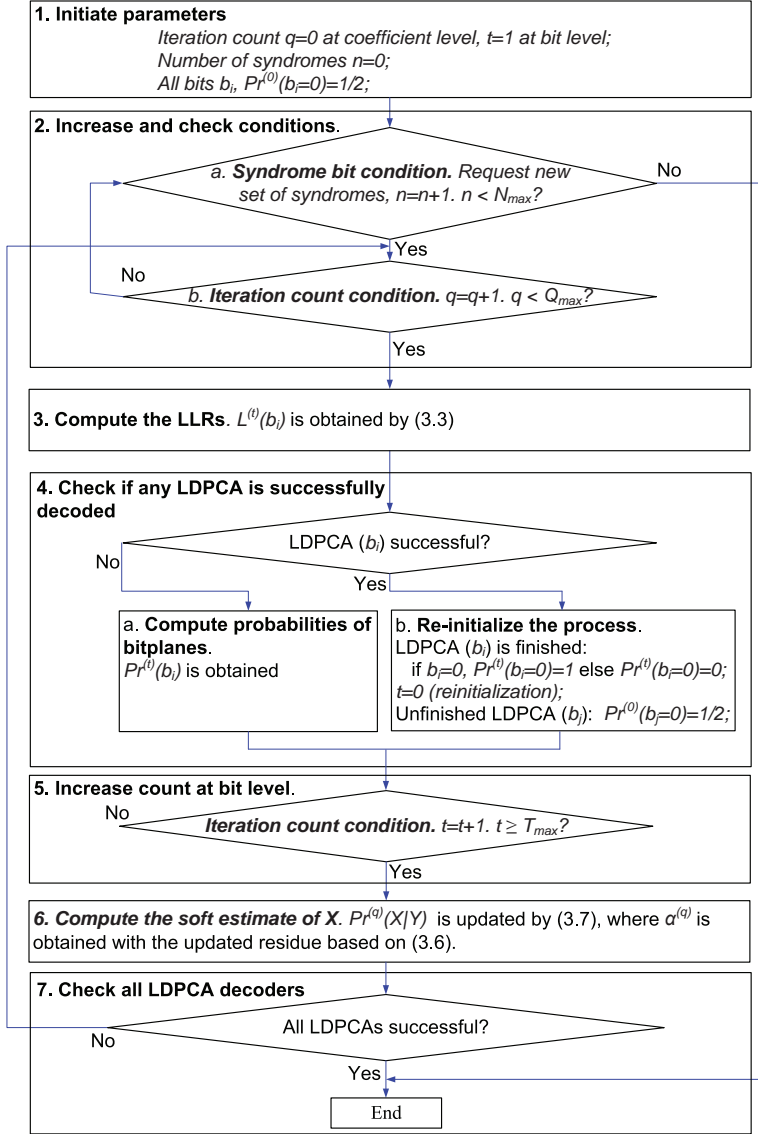 1. Initiate parameters
Iteration count q=0 at coefficient level, t=1 at bit level;
Number of syndromes n=0;
All bits bᵢ, Pr⁽⁰⁾(bᵢ=0)=1/2;
2. Increase and check conditions.
a. Syndrome bit condition. Request new
set of syndromes, n=n+1. n < Nmax?
No
Yes
No
b. Iteration count condition. q=q+1. q < Qmax?
Yes
3. Compute the LLRs. L⁽ᵗ⁾(bᵢ) is obtained by (3.3)
4. Check if any LDPCA is successfully
decoded
LDPCA (bᵢ) successful?
No
Yes
a. Compute probabilities of
bitplanes.
Pr⁽ᵗ⁾(bᵢ) is obtained
b. Re-initialize the process.
LDPCA (bᵢ) is finished:
if bᵢ=0, Pr⁽ᵗ⁾(bᵢ=0)=1 else Pr⁽ᵗ⁾(bᵢ=0)=0;
t=0 (reinitialization);
Unfinished LDPCA (bⱼ): Pr⁽⁰⁾(bⱼ=0)=1/2;
5. Increase count at bit level.
No
Iteration count condition. t=t+1. t ≥ Tmax?
Yes
6. Compute the soft estimate of X. Pr⁽q⁾(X|Y) is updated by (3.7), where α⁽q⁾ is
obtained with the updated residue based on (3.6).
7. Check all LDPCA decoders
All LDPCAs successful?
No
Yes
End